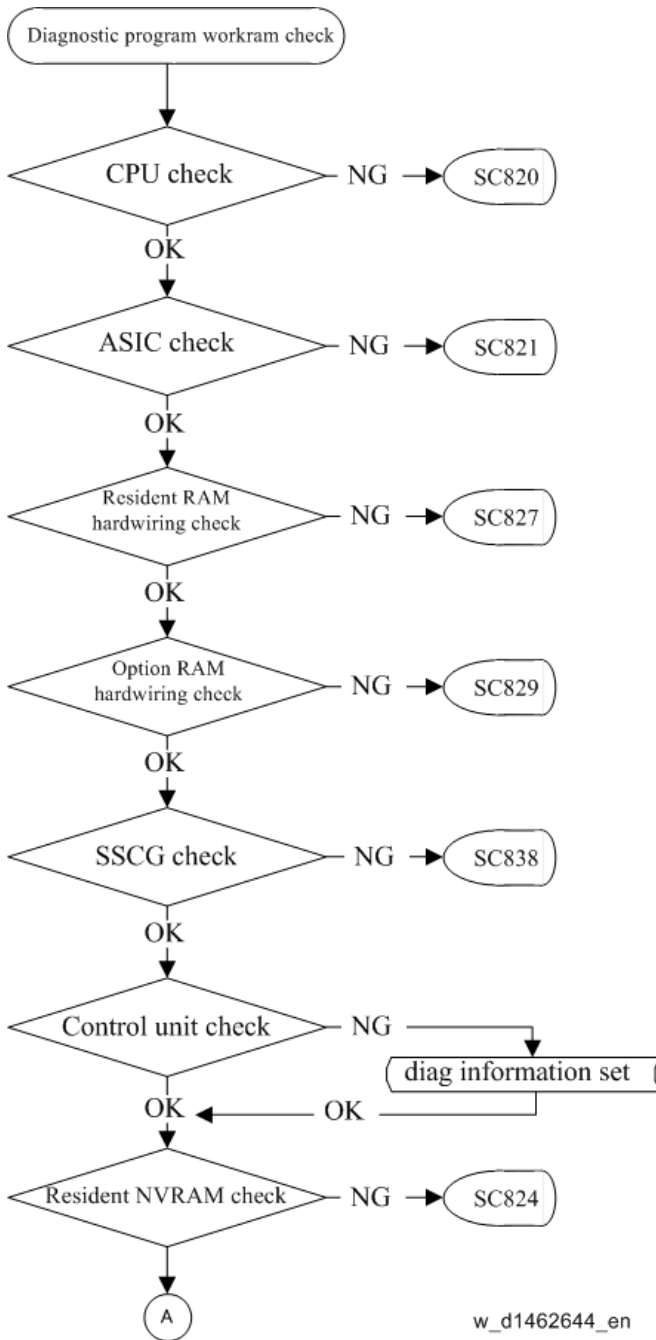 Diagnostic program workram check
CPU check
NG
SC820
OK
ASIC check
NG
SC821
OK
Resident RAM
hardwiring check
NG
SC827
OK
Option RAM
hardwiring check
NG
SC829
OK
SSCG check
NG
SC838
OK
Control unit check
NG
diag information set
OK
OK
Resident NVRAM check
NG
SC824
A
w_d1462644_en